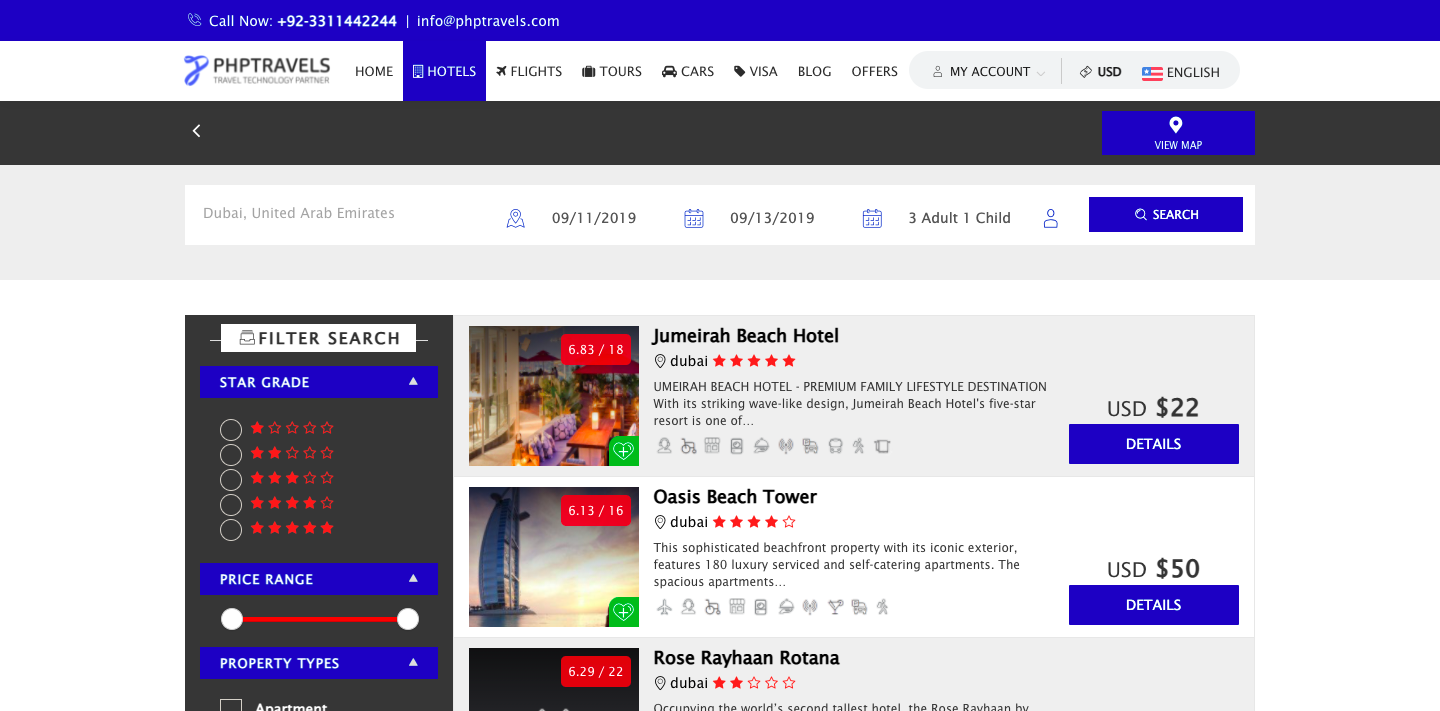 Call Now: +92-3311442244 | info@phptravels.com
PHPTRAVELS
TRAVEL TECHNOLOGY PARTNER
HOME HOTELS FLIGHTS TOURS CARS VISA BLOG OFFERS MY ACCOUNT USD ENGLISH
VIEW MAP
Dubai, United Arab Emirates 09/11/2019 09/13/2019 3 Adult 1 Child SEARCH
FILTER SEARCH
STAR GRADE
PRICE RANGE
PROPERTY TYPES
Apartment
6.83 / 18
Jumeirah Beach Hotel
dubai
UMEIRAH BEACH HOTEL - PREMIUM FAMILY LIFESTYLE DESTINATION
With its striking wave-like design, Jumeirah Beach Hotel's five-star
resort is one of...
USD $22
DETAILS
6.13 / 16
Oasis Beach Tower
dubai
This sophisticated beachfront property with its iconic exterior,
features 180 luxury serviced and self-catering apartments. The
spacious apartments...
USD $50
DETAILS
6.29 / 22
Rose Rayhaan Rotana
dubai
Occupying the world's second tallest hotel, the Rose Rayhaan by